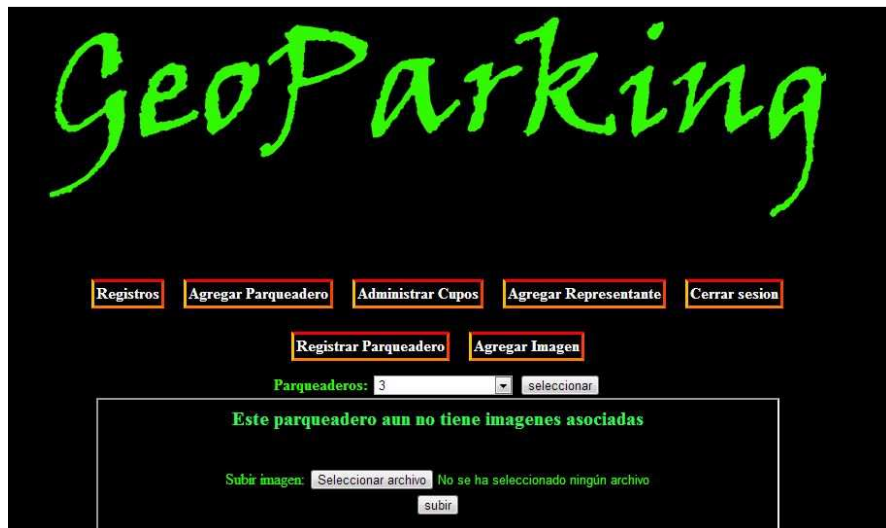 GeoParking
Registros Agregar Parqueadero Administrar Cupos Agregar Representante Cerrar sesion
Registrar Parqueadero Agregar Imagen
Parqueaderos: 3 seleccionar
Este parqueadero aun no tiene imagenes asociadas
Subir imagen: Seleccionar archivo No se ha seleccionado ningún archivo
subir